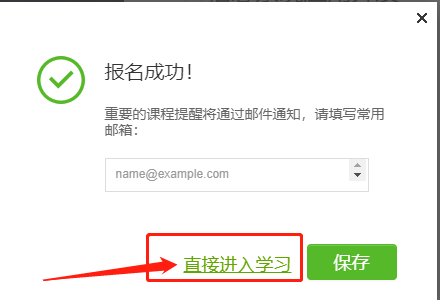 报名成功！
重要的课程提醒将通过邮件通知，请填写常用
邮箱：
name@example.com
直接进入学习
保存